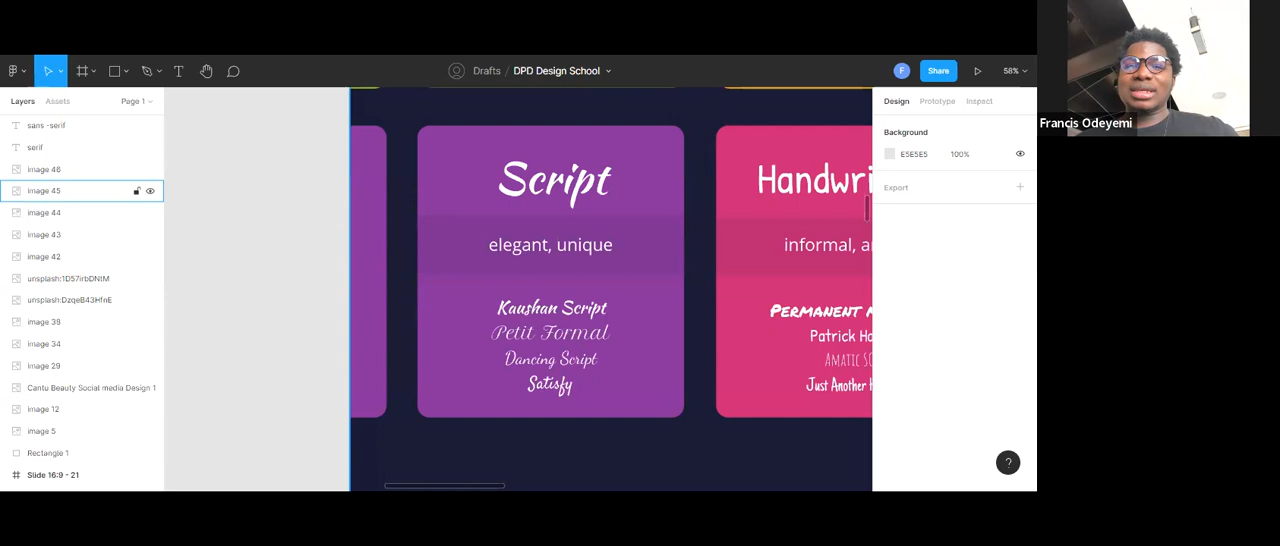 Drafts / DPD Design School
F
Share
58%
Layers
Assets
Page 1
sans -serif
serif
image 46
image 45
image 44
image 43
image 42
unsplash:1D57irbDNtM
unsplash:DzqeB43HfnE
image 38
image 34
image 29
Cantu Beauty Social media Design 1
image 12
image 5
Rectangle 1
Slide 16:9 - 21
Script
elegant, unique
Kaushan Script
Petit Formal
Dancing Script
Satisfy
Handwri
informal, a
PERMANENT
Patrick Ha
AMATIC SC
Just Another
Design
Prototype
Inspect
Background
E5E5E5
100%
Export
?
Francis Odeyemi